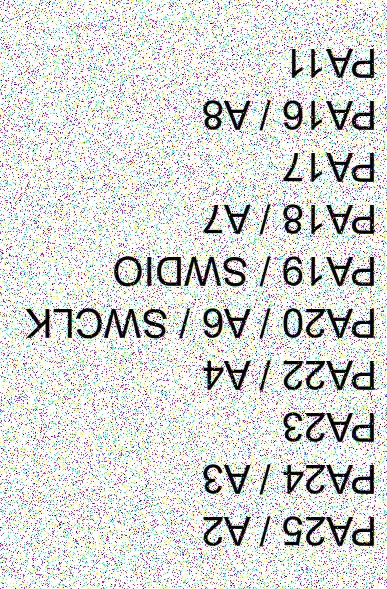 PA25 / A2
PA24 / A3
PA23
PA22 / A4
PA20 / A6 / SWCLK
PA19 / SWDIO
PA18 / A7
PA17
PA16 / A8
PA11